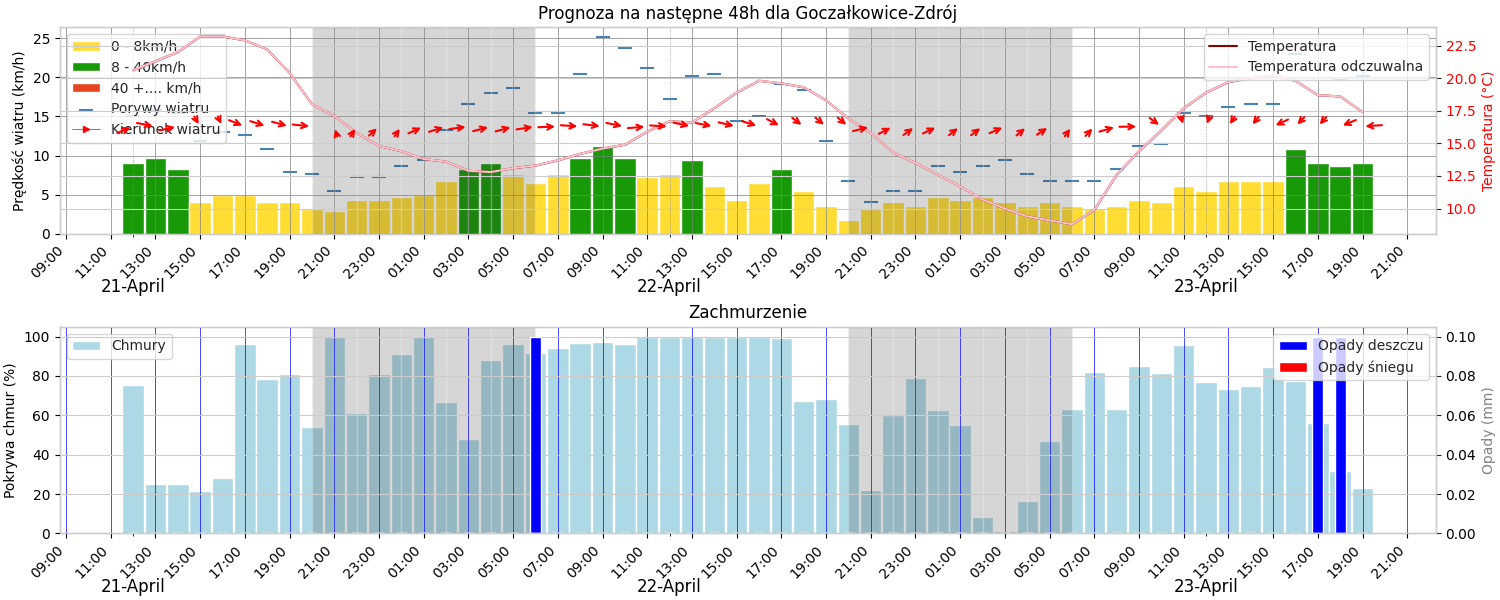 Prognoza na następne 48h dla Goczałkowice-Zdrój
Prędkość wiatru (km/h)
25
20
15
10
5
0
0 - 8km/h
8 - 40km/h
40 +.... km/h
Porywy wiatru
Kierunek wiatru
Temperatura
Temperatura odczuwalna
22.5
20.0
17.5
15.0
12.5
10.0
Temperatura (°C)
09:00 11:00 13:00 15:00 17:00 19:00 21:00 23:00 01:00 03:00 05:00 07:00 09:00 11:00 13:00 15:00 17:00 19:00 21:00 23:00 01:00 03:00 05:00 07:00 09:00 11:00 13:00 15:00 17:00 19:00 21:00
21-April 22-April 23-April
Zachmurzenie
Pokrywa chmur (%)
100
80
60
40
20
0
Chmury
Opady deszczu
Opady śniegu
0.10
0.08
0.06
0.04
0.02
0.00
Opady (mm)
09:00 11:00 13:00 15:00 17:00 19:00 21:00 23:00 01:00 03:00 05:00 07:00 09:00 11:00 13:00 15:00 17:00 19:00 21:00 23:00 01:00 03:00 05:00 07:00 09:00 11:00 13:00 15:00 17:00 19:00 21:00
21-April 22-April 23-April